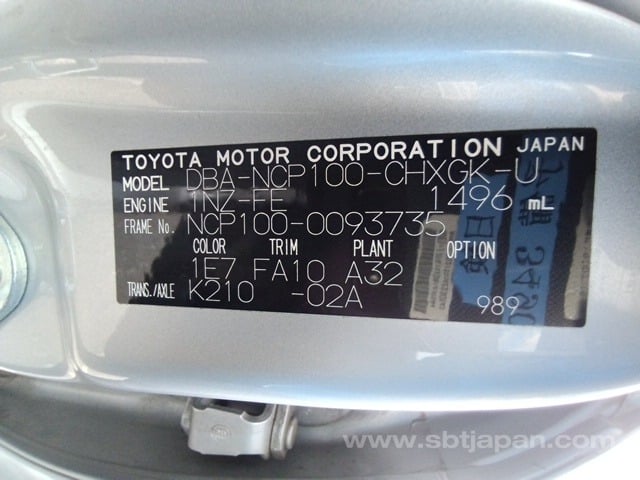 TOYOTA MOTOR CORPORATION JAPAN
MODEL DBA-NCP100-CHXGK-U
ENGINE 1NZ-FE 1496 mL
FRAME No. NCP100-0093735
COLOR TRIM PLANT OPTION
1E7 FA10 A32
TRANS./AXLE K210 -02A 989
www.sbtjapan.com